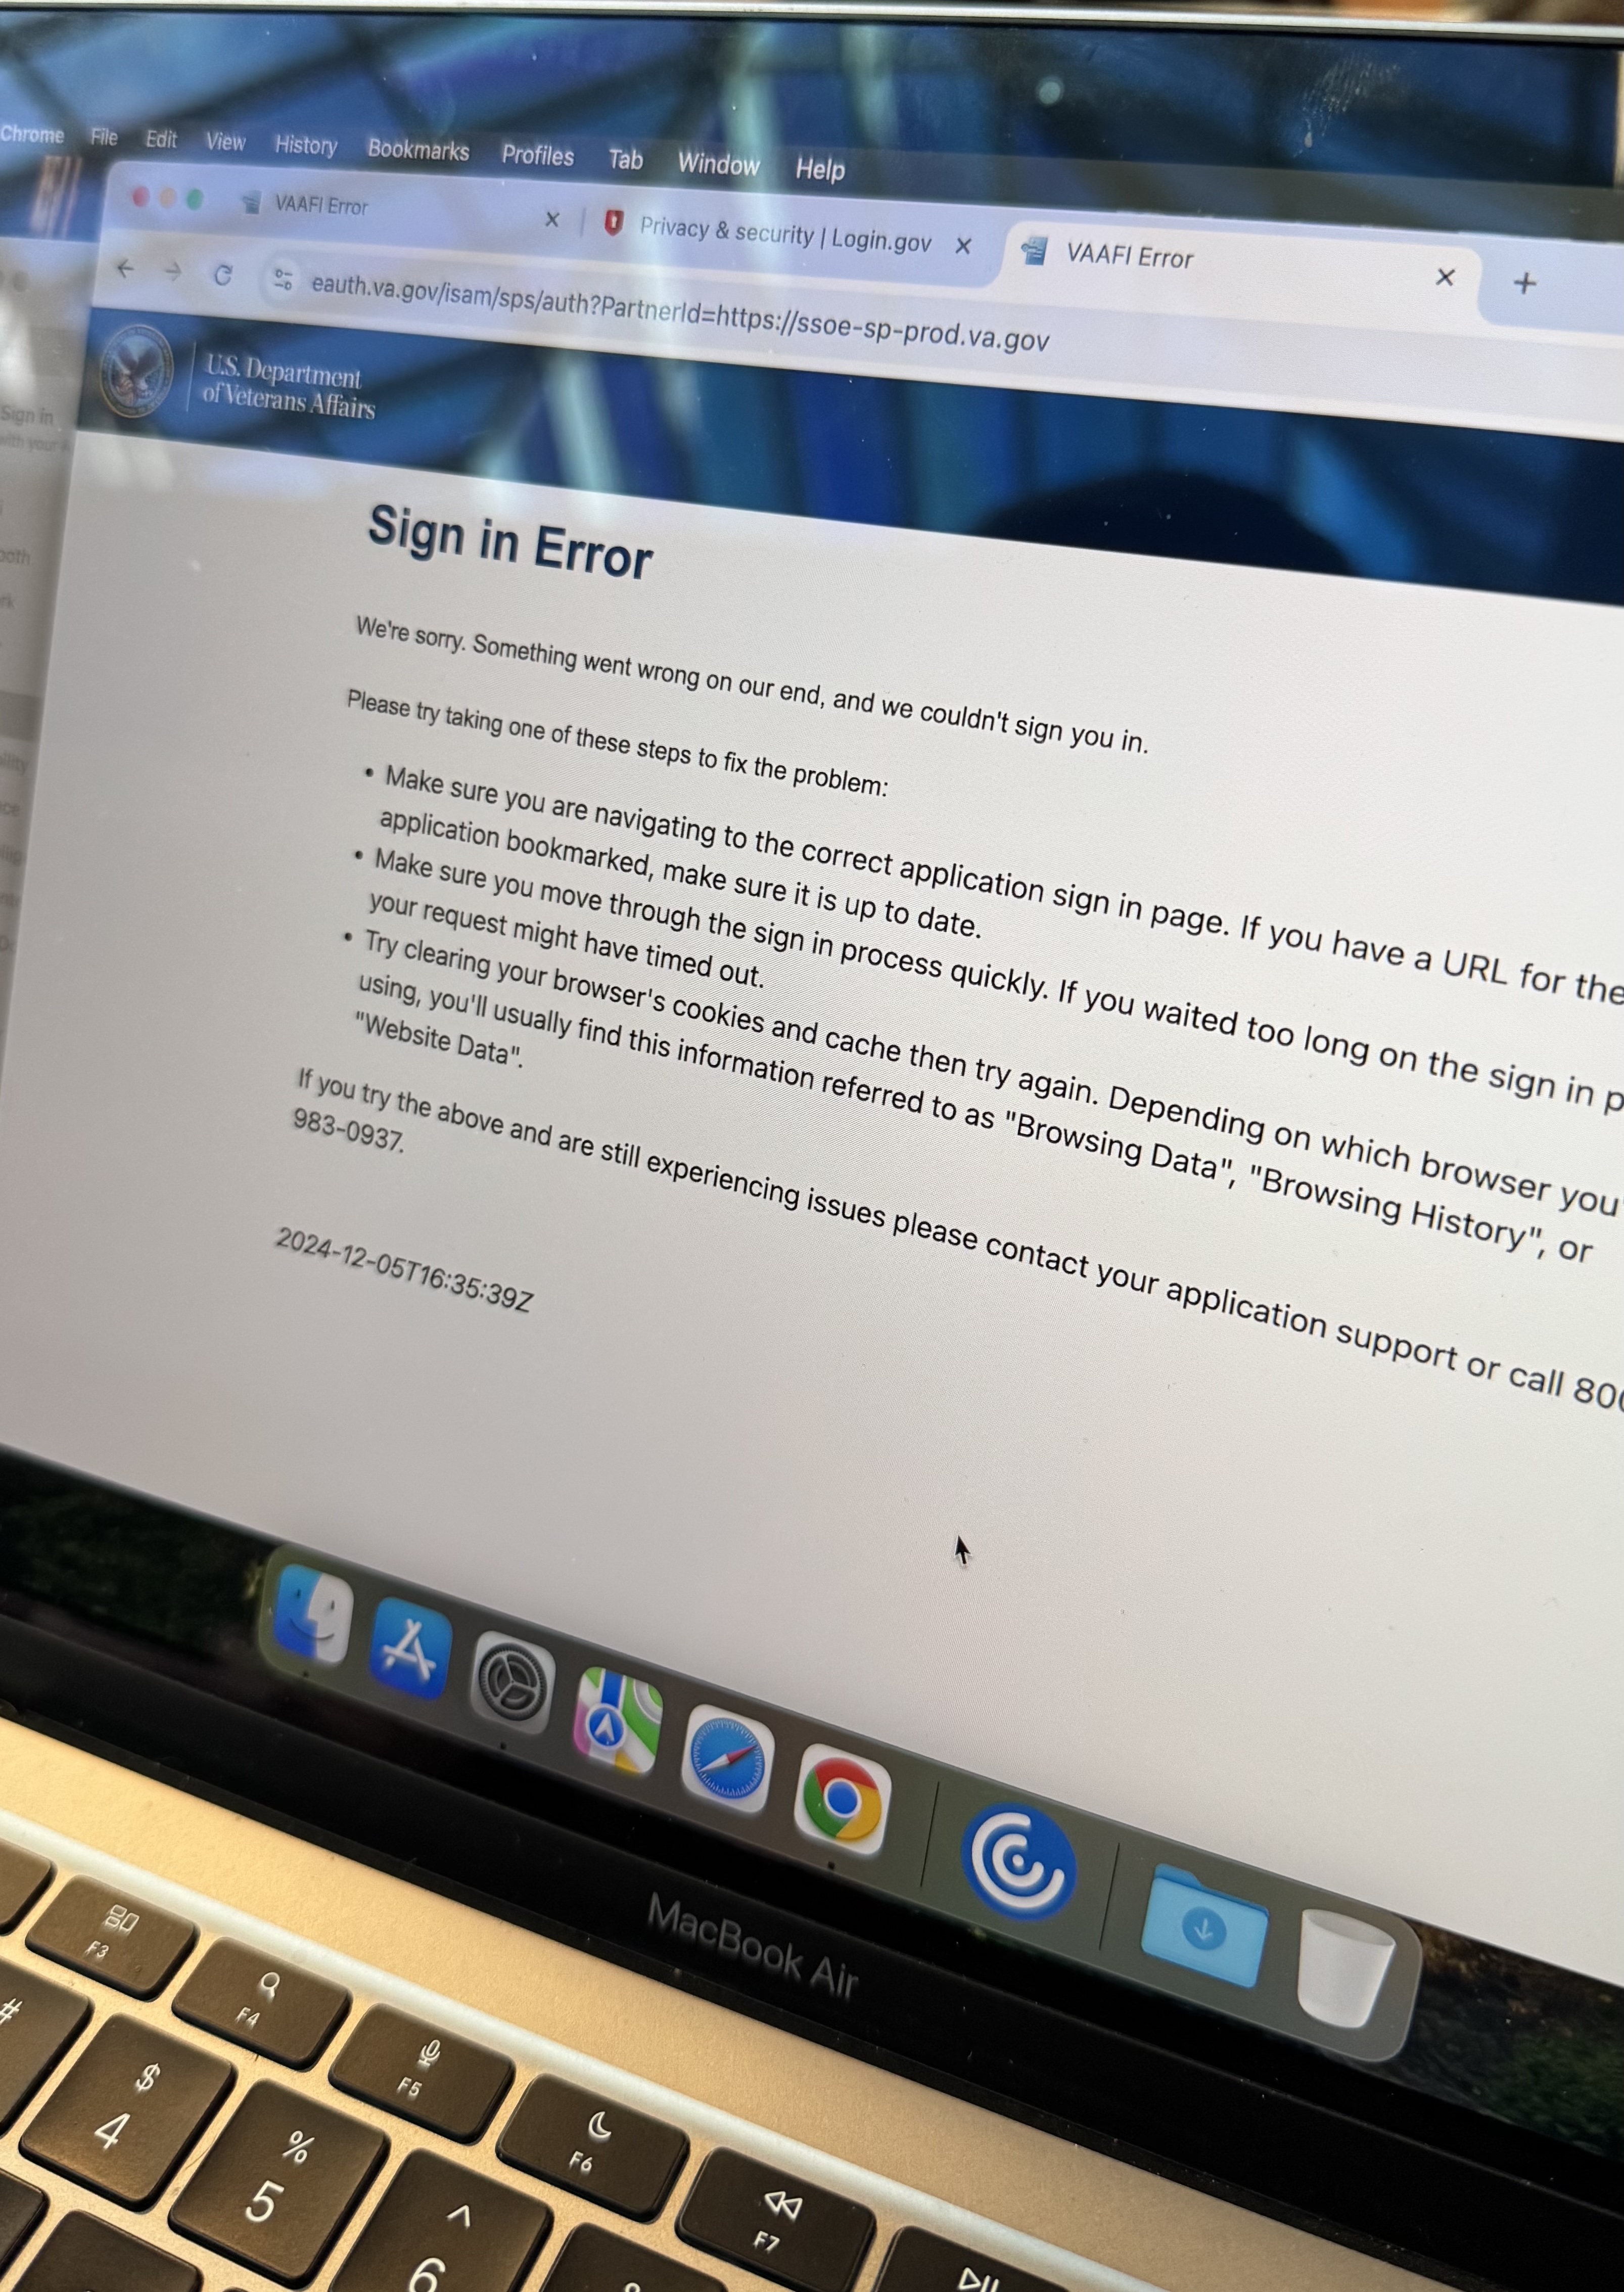 Chrome File Edit View History Bookmarks Profiles Tab Window Help
VAAFI Error
Privacy & security | Login.gov
VAAFI Error
eauth.va.gov/isam/sps/auth?PartnerId=https://ssoe-sp-prod.va.gov
U.S. Department
of Veterans Affairs
Sign in
with your
Sign in Error
We're sorry. Something went wrong on our end, and we couldn't sign you in.
Please try taking one of these steps to fix the problem:
• Make sure you are navigating to the correct application sign in page. If you have a URL for the
application bookmarked, make sure it is up to date.
• Make sure you move through the sign in process quickly. If you waited too long on the sign in p
your request might have timed out.
• Try clearing your browser's cookies and cache then try again. Depending on which browser you'
using, you'll usually find this information referred to as "Browsing Data", "Browsing History", or
"Website Data".
If you try the above and are still experiencing issues please contact your application support or call 800
983-0937.
2024-12-05T16:35:39Z
MacBook Air
F3
F4
F5
F6
F7
#
$
4
%
5
^
6